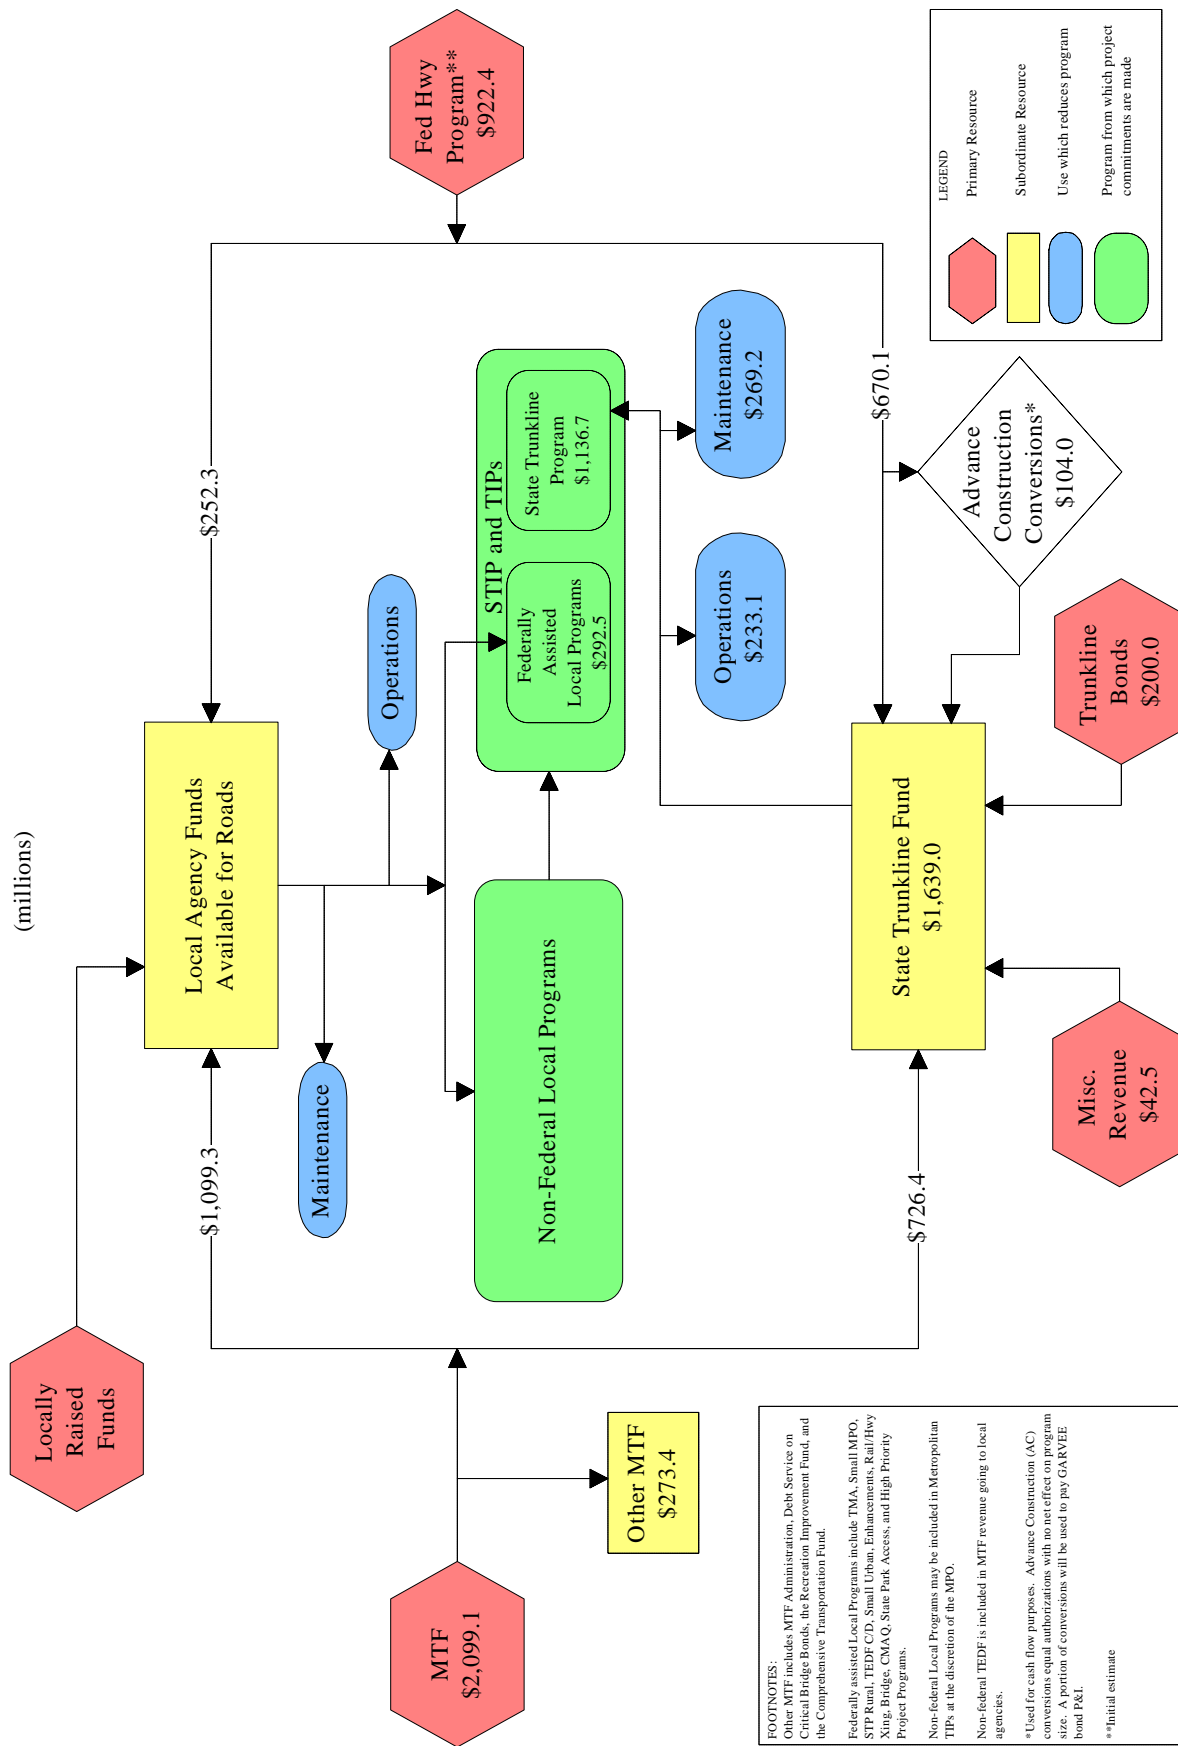 (millions)
Locally
Raised
Funds
$1,099.3
Local Agency Funds
Available for Roads
$252.3
Maintenance
Operations
MTF
$2,099.1
Other MTF
$273.4
Non-Federal Local Programs
STIP and TIPs
Federally
Assisted
Local Programs
$292.5
State Trunkline
Program
$1,136.7
Fed Hwy
Program**
$922.4
Operations
$233.1
Maintenance
$269.2
$726.4
State Trunkline Fund
$1,639.0
$670.1
Misc.
Revenue
$42.5
Trunkline
Bonds
$200.0
Advance
Construction
Conversions*
$104.0
FOOTNOTES:
Other MTF includes MTF Administration, Debt Service on
Critical Bridge Bonds, the Recreation Improvement Fund, and
the Comprehensive Transportation Fund.
Federally assisted Local Programs include TMA, Small MPO,
STP Rural, TEDF C/D, Small Urban, Enhancements, Rail/Hwy
Xing, Bridge, CMAQ, State Park Access, and High Priority
Project Programs.
Non-federal Local Programs may be included in Metropolitan
TIPs at the discretion of the MPO.
Non-federal TEDF is included in MTF revenue going to local
agencies.
*Used for cash flow purposes. Advance Construction (AC)
conversions equal authorizations with no net effect on program
size. A portion of conversions will be used to pay GARVEE
bond P&I.
**Initial estimate
LEGEND
Primary Resource
Subordinate Resource
Use which reduces program
Program from which project
commitments are made